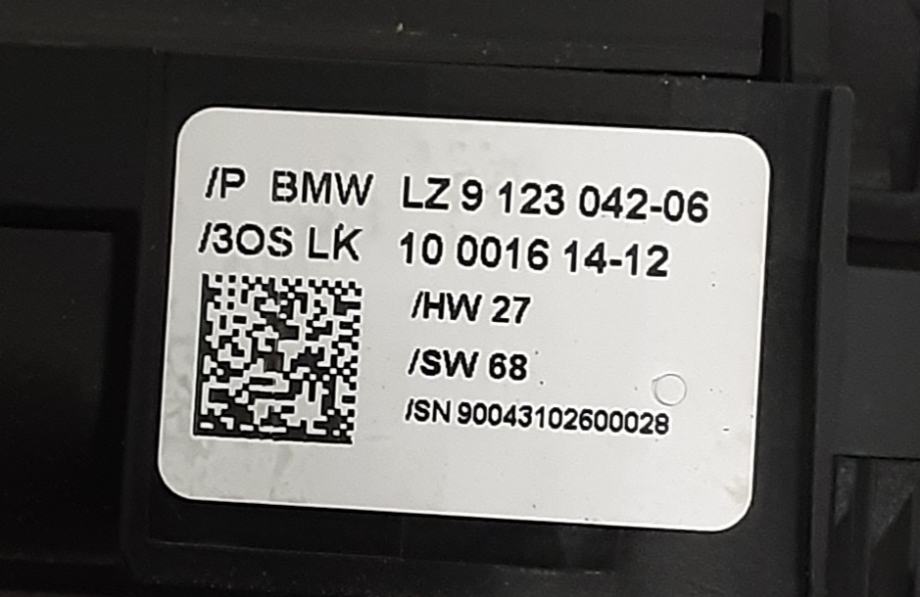 /P BMW LZ 9 123 042-06
/3OS LK 10 0016 14-12
/HW 27
/SW 68
/SN 90043102600028